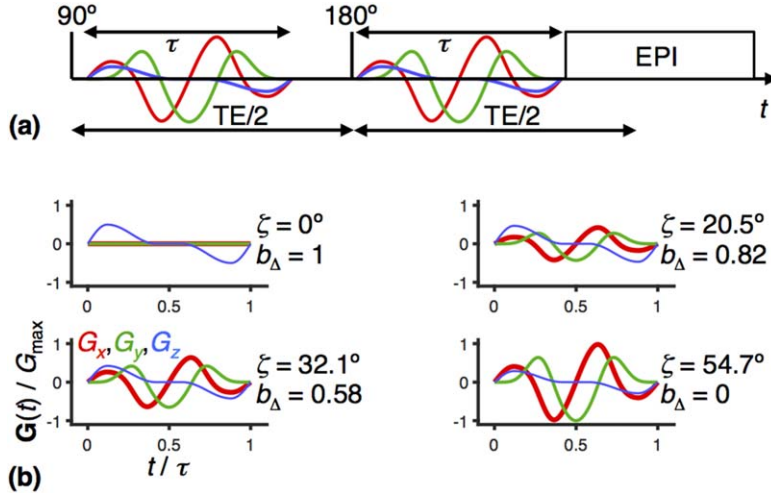 90º 180º
τ τ EPI
TE/2 TE/2 t
(a)
1 1
0 0
-1 -1
ζ = 0º ζ = 20.5º
b_Δ = 1 b_Δ = 0.82
0 0.5 1 0 0.5 1
G_x, G_y, G_z
1 1
0 0
-1 -1
ζ = 32.1º ζ = 54.7º
b_Δ = 0.58 b_Δ = 0
0 0.5 1 0 0.5 1
G(t) / G_max
t / τ
(b)